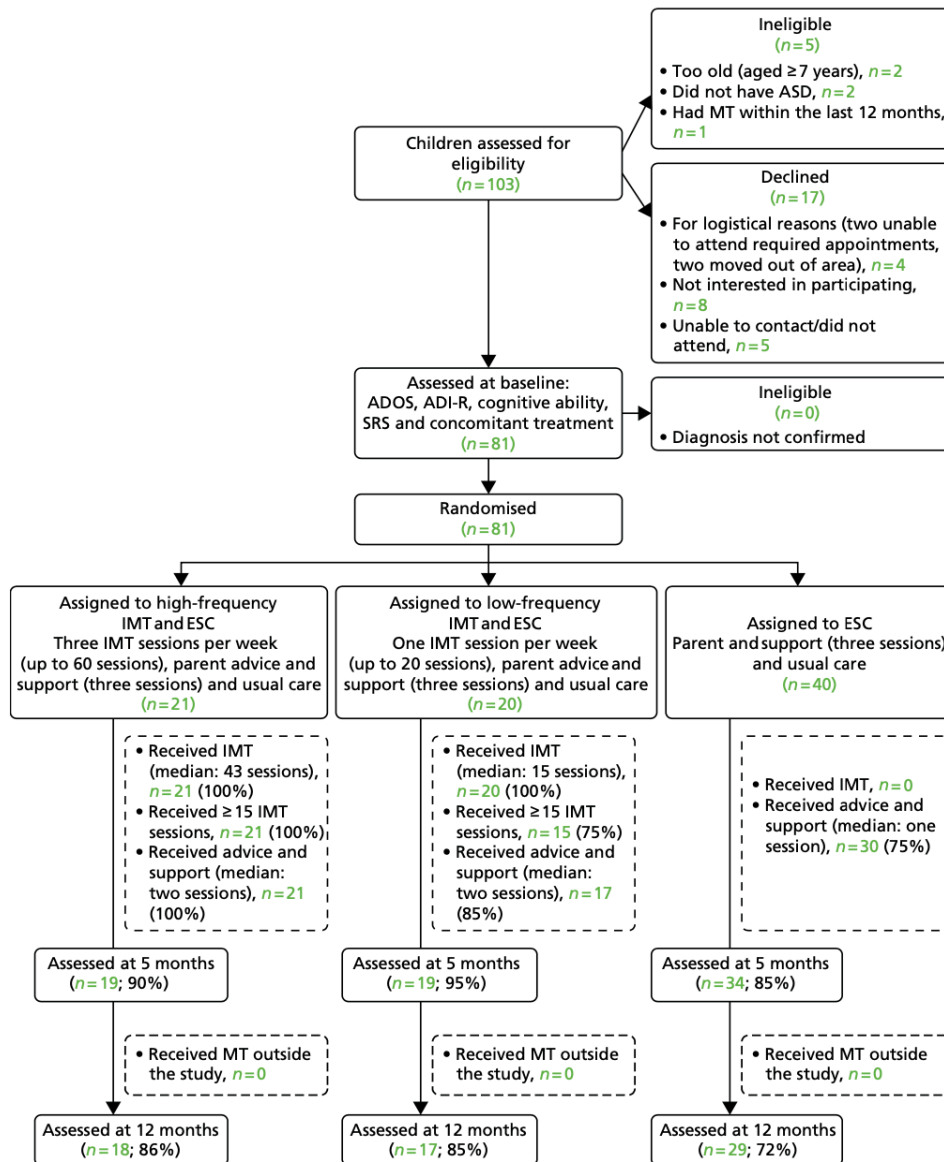 Ineligible
(n=5)
• Too old (aged ≥7 years), n=2
• Did not have ASD, n=2
• Had MT within the last 12 months,
n=1
Children assessed for
eligibility
(n=103)
Declined
(n=17)
• For logistical reasons (two unable
to attend required appointments,
two moved out of area), n=4
• Not interested in participating,
n=8
• Unable to contact/did not
attend, n=5
Assessed at baseline:
ADOS, ADI-R, cognitive ability,
SRS and concomitant treatment
(n=81)
Ineligible
(n=0)
• Diagnosis not confirmed
Randomised
(n=81)
Assigned to high-frequency
IMT and ESC
Three IMT sessions per week
(up to 60 sessions), parent advice and
support (three sessions) and usual care
(n=21)
Assigned to low-frequency
IMT and ESC
One IMT session per week
(up to 20 sessions), parent advice and
support (three sessions) and usual care
(n=20)
Assigned to ESC
Parent and support (three sessions)
and usual care
(n=40)
• Received IMT
(median: 43 sessions),
n=21 (100%)
• Received ≥15 IMT
sessions, n=21 (100%)
• Received advice and
support (median:
two sessions), n=21
(100%)
• Received IMT
(median: 15 sessions),
n=20 (100%)
• Received ≥15 IMT
sessions, n=15 (75%)
• Received advice and
support (median:
two sessions), n=17
(85%)
• Received IMT, n=0
• Received advice and
support (median: one
session), n=30 (75%)
Assessed at 5 months
(n=19; 90%)
Assessed at 5 months
(n=19; 95%)
Assessed at 5 months
(n=34; 85%)
• Received MT outside
the study, n=0
• Received MT outside
the study, n=0
• Received MT outside
the study, n=0
Assessed at 12 months
(n=18; 86%)
Assessed at 12 months
(n=17; 85%)
Assessed at 12 months
(n=29; 72%)